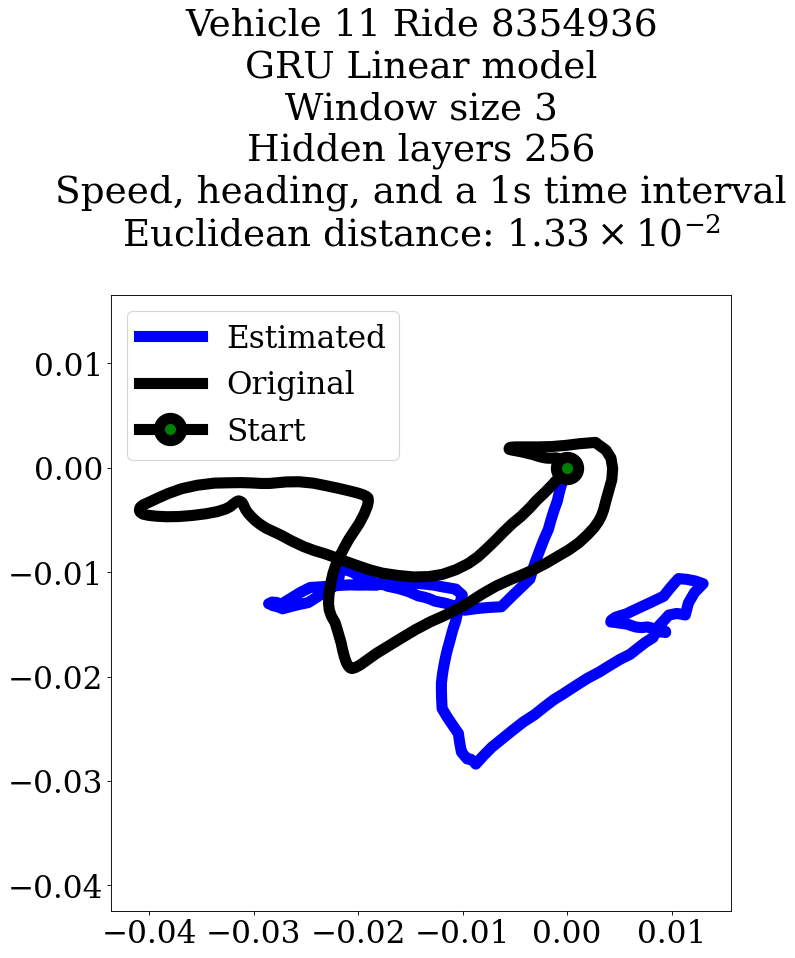 Vehicle 11 Ride 8354936
GRU Linear model
Window size 3
Hidden layers 256
Speed, heading, and a 1s time interval
Euclidean distance: 1.33 × 10⁻²
Estimated
Original
Start
0.01
0.00
−0.01
−0.02
−0.03
−0.04
−0.04 −0.03 −0.02 −0.01 0.00 0.01